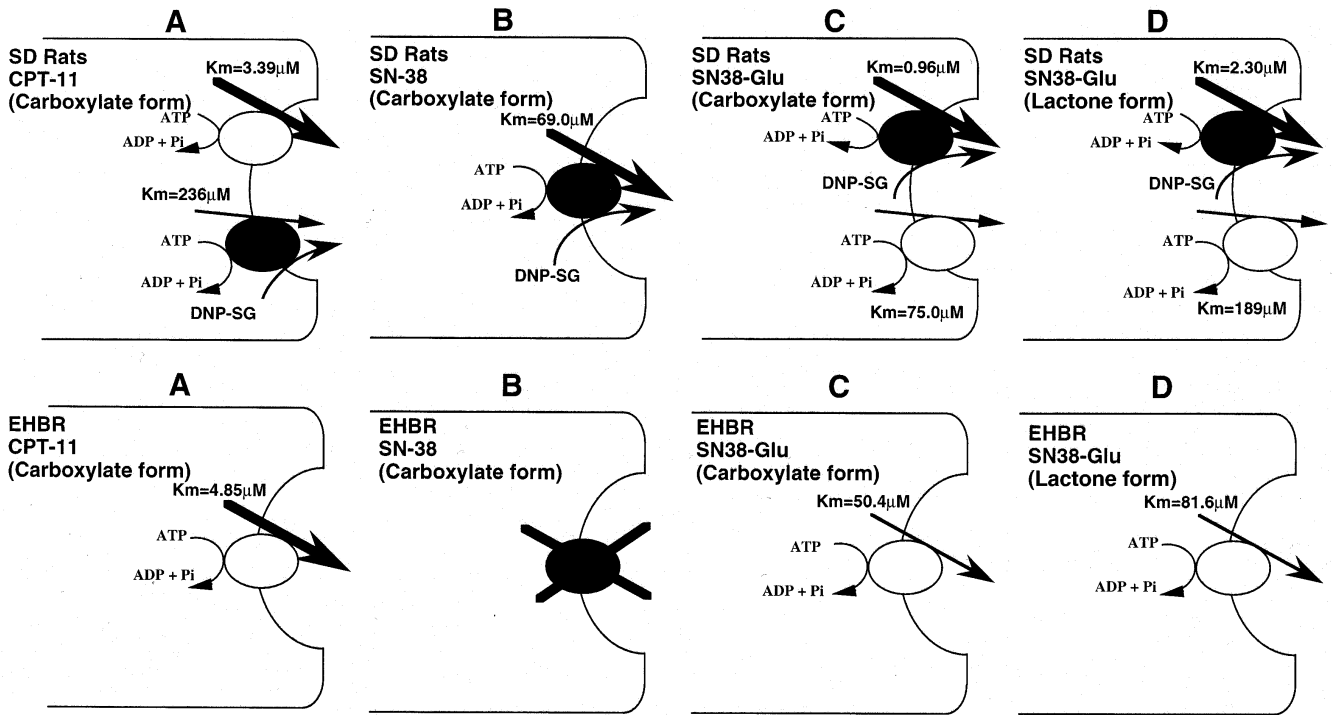 A
SD Rats
CPT-11
(Carboxylate form)
Km=3.39µM
ATP
ADP + Pi
Km=236µM
ATP
ADP + Pi
DNP-SG
B
SD Rats
SN-38
(Carboxylate form)
Km=69.0µM
ATP
ADP + Pi
DNP-SG
C
SD Rats
SN38-Glu
(Carboxylate form)
Km=0.96µM
ATP
ADP + Pi
DNP-SG
ATP
ADP + Pi
Km=75.0µM
D
SD Rats
SN38-Glu
(Lactone form)
Km=2.30µM
ATP
ADP + Pi
DNP-SG
ATP
ADP + Pi
Km=189µM
A
EHBR
CPT-11
(Carboxylate form)
Km=4.85µM
ATP
ADP + Pi
B
EHBR
SN-38
(Carboxylate form)
C
EHBR
SN38-Glu
(Carboxylate form)
Km=50.4µM
ATP
ADP + Pi
D
EHBR
SN38-Glu
(Lactone form)
Km=81.6µM
ATP
ADP + Pi